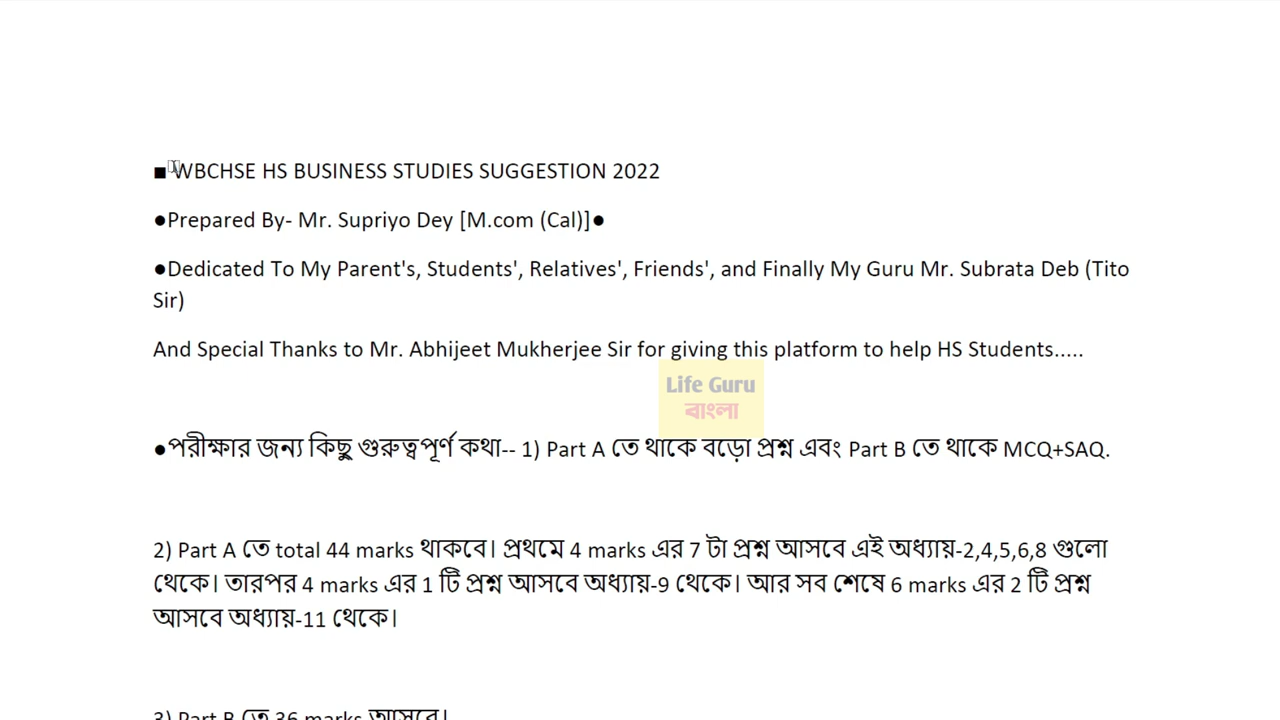 ■ WBCHSE HS BUSINESS STUDIES SUGGESTION 2022
●Prepared By- Mr. Supriyo Dey [M.com (Cal)]●
●Dedicated To My Parent's, Students', Relatives', Friends', and Finally My Guru Mr. Subrata Deb (Tito
Sir)
And Special Thanks to Mr. Abhijeet Mukherjee Sir for giving this platform to help HS Students.....
Life Guru
বাংলা
●পরীক্ষার জন্য কিছু গুরুত্বপূর্ণ কথা-- 1) Part A তে থাকে বড়ো প্রশ্ন এবং Part B তে থাকে MCQ+SAQ.
2) Part A তে total 44 marks থাকবে। প্রথমে 4 marks এর 7 টা প্রশ্ন আসবে এই অধ্যায়-2,4,5,6,8 গুলো
থেকে। তারপর 4 marks এর 1 টি প্রশ্ন আসবে অধ্যায়-9 থেকে। আর সব শেষে 6 marks এর 2 টি প্রশ্ন
আসবে অধ্যায়-11 থেকে।
3) Part B তে 36 marks আসবে।